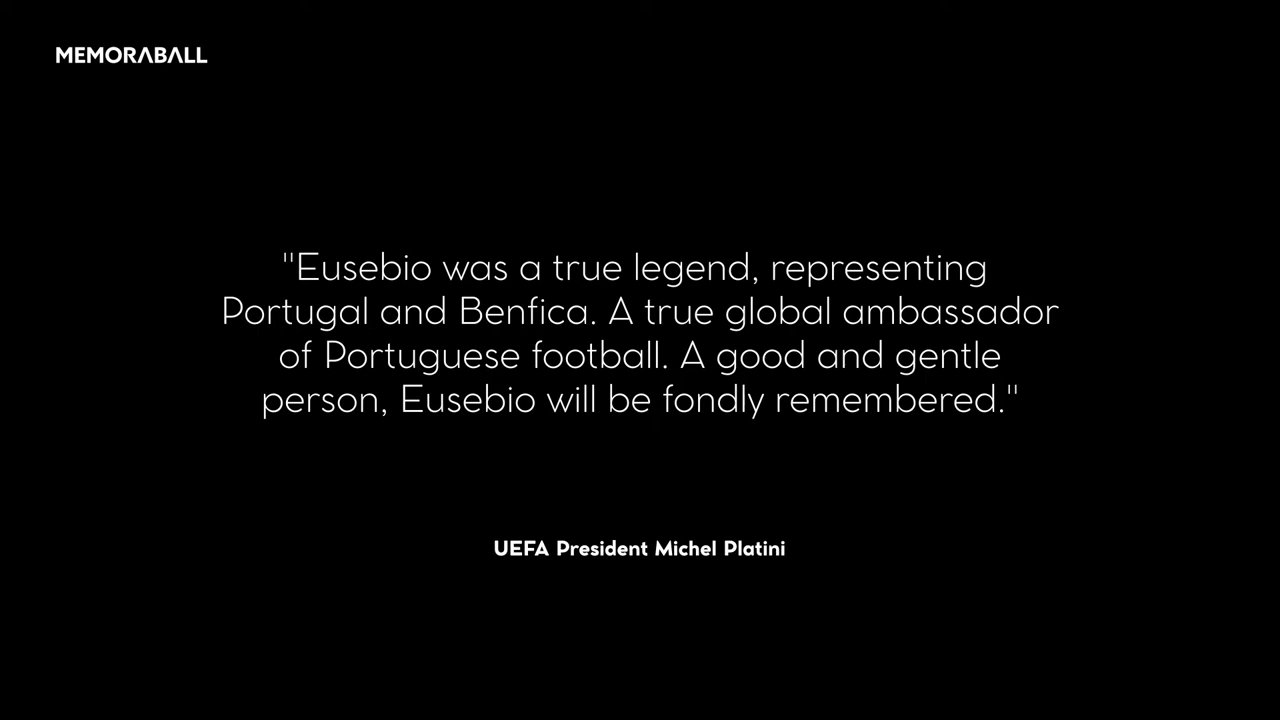 MEMORABALL
"Eusebio was a true legend, representing
Portugal and Benfica. A true global ambassador
of Portuguese football. A good and gentle
person, Eusebio will be fondly remembered."
UEFA President Michel Platini